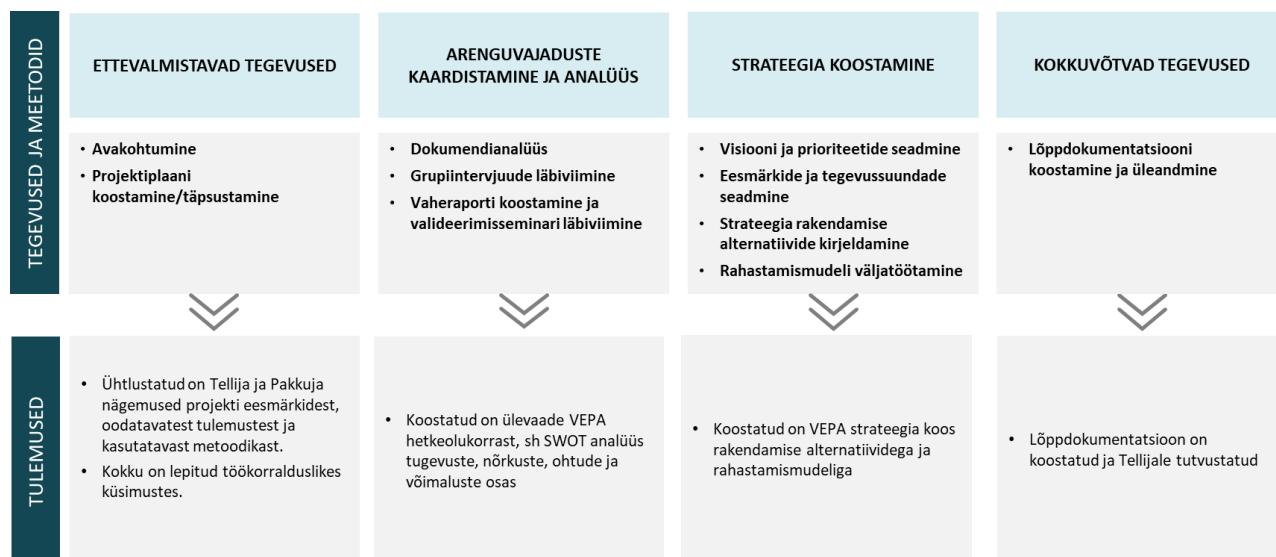 TEGEVUSED JA MEETODID
ETTEVALMISTAVAD TEGEVUSED
• Avakohtumine
• Projektiplaani
koostamine/täpsustamine
ARENGUVAJADUSTE
KAARDISTAMINE JA ANALÜÜS
• Dokumendianalüüs
• Grupiintervjuude läbiviimine
• Vaheraporti koostamine ja
valideerimisseminari läbiviimine
STRATEEGIA KOOSTAMINE
• Visiooni ja prioriteetide seadmine
• Eesmärkide ja tegevussuundade
seadmine
• Strateegia rakendamise
alternatiivide kirjeldamine
• Rahastamismudeli väljatöötamine
KOKKUVÕTVAD TEGEVUSED
• Lõppdokumentatsiooni
koostamine ja üleandmine
TULEMUSED
• Ühtlustatud on Tellija ja Pakkuja
nägemused projekti eesmärkidest,
oodatavatest tulemustest ja
kasutatavast metoodikast.
• Kokku on lepitud töökorralduslikes
küsimustes.
• Koostatud on ülevaade VEPA
hetkeolukorrast, sh SWOT analüüs
tugevuste, nõrkuste, ohtude ja
võimaluste osas
• Koostatud on VEPA strateegia koos
rakendamise alternatiividega ja
rahastamismudeliga
• Lõppdokumentatsioon on
koostatud ja Tellijale tutvustatud